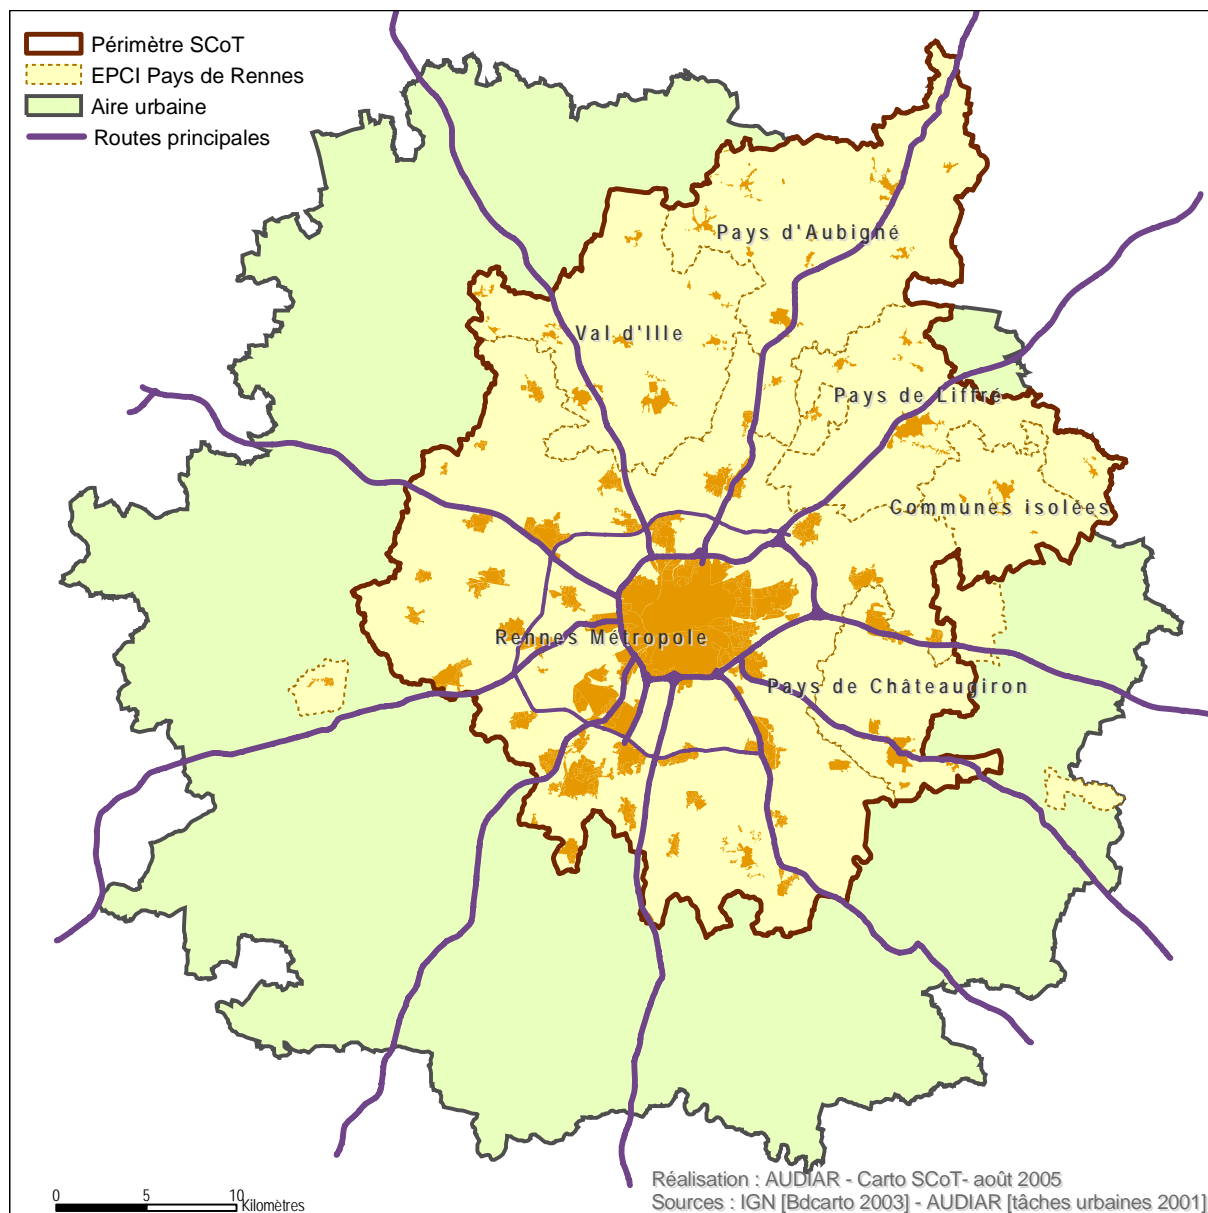 Périmètre SCoT
EPCI Pays de Rennes
Aire urbaine
Routes principales
Pays d'Aubigné
Val d'Ille
Pays de Liffré
Communes isolées
Rennes Métropole
Pays de Châteaugiron
0 5 10 Kilomètres
Réalisation : AUDIAR - Carto SCoT- août 2005
Sources : IGN [Bdcarto 2003] - AUDIAR [tâches urbaines 2001]